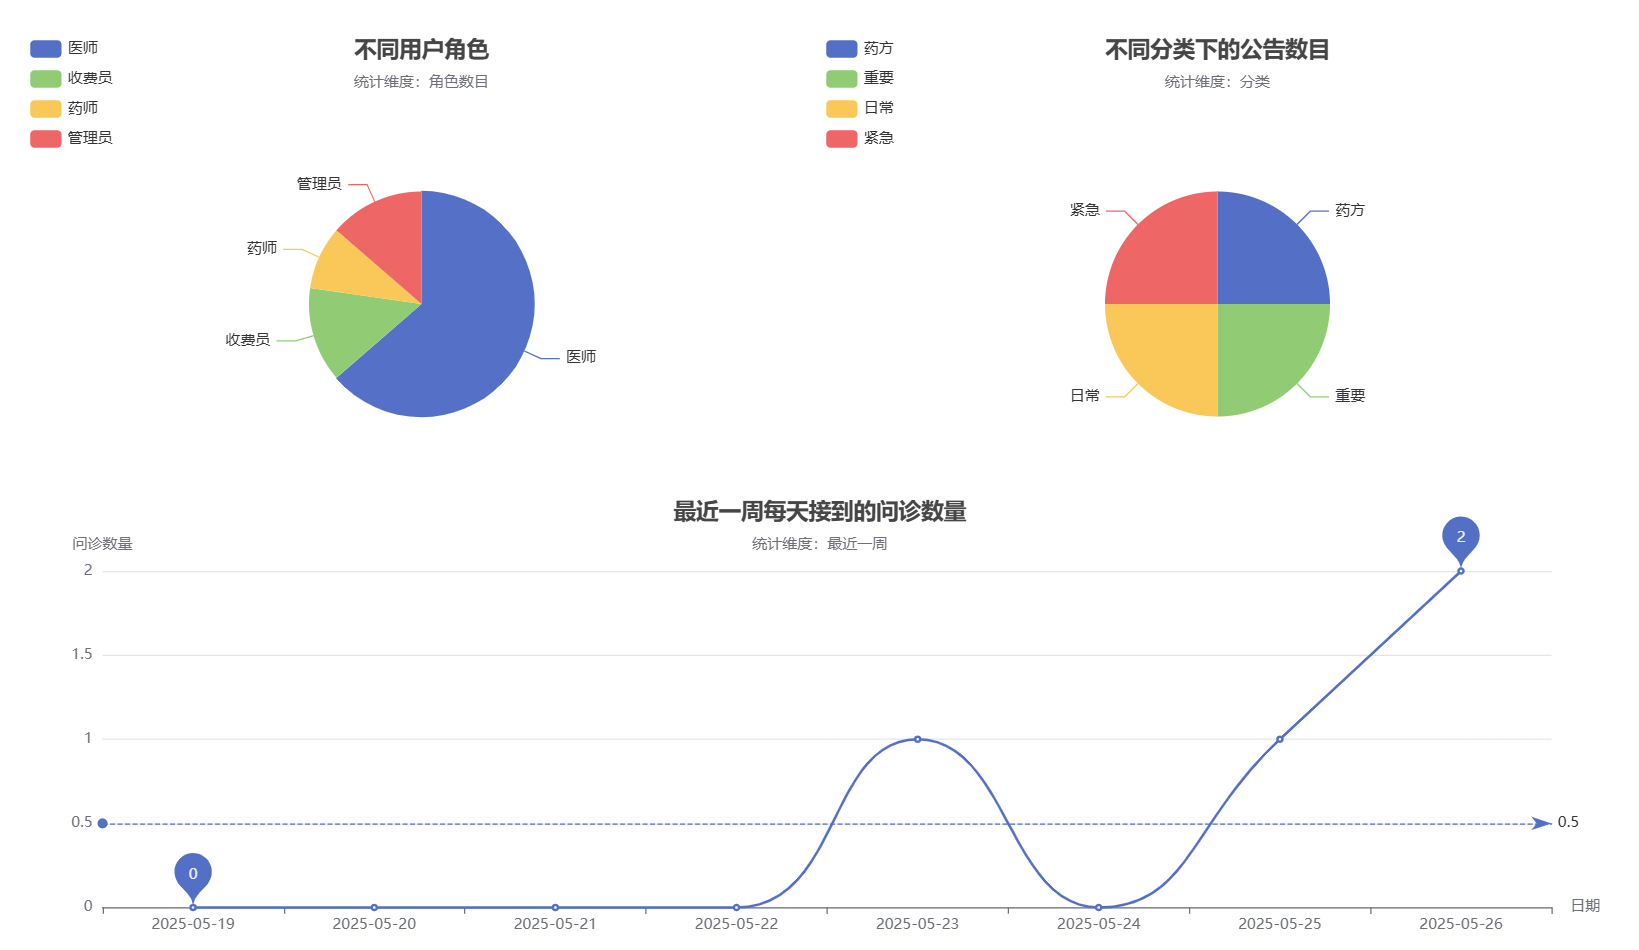 不同用户角色
统计维度：角色数目
医师
收费员
药师
管理员
管理员
药师
收费员
医师
不同分类下的公告数目
统计维度：分类
药方
重要
日常
紧急
紧急
药方
日常
重要
最近一周每天接到的问诊数量
统计维度：最近一周
问诊数量
2
2
1.5
1
0.5
0.5
0
0
日期
2025-05-19
2025-05-20
2025-05-21
2025-05-22
2025-05-23
2025-05-24
2025-05-25
2025-05-26